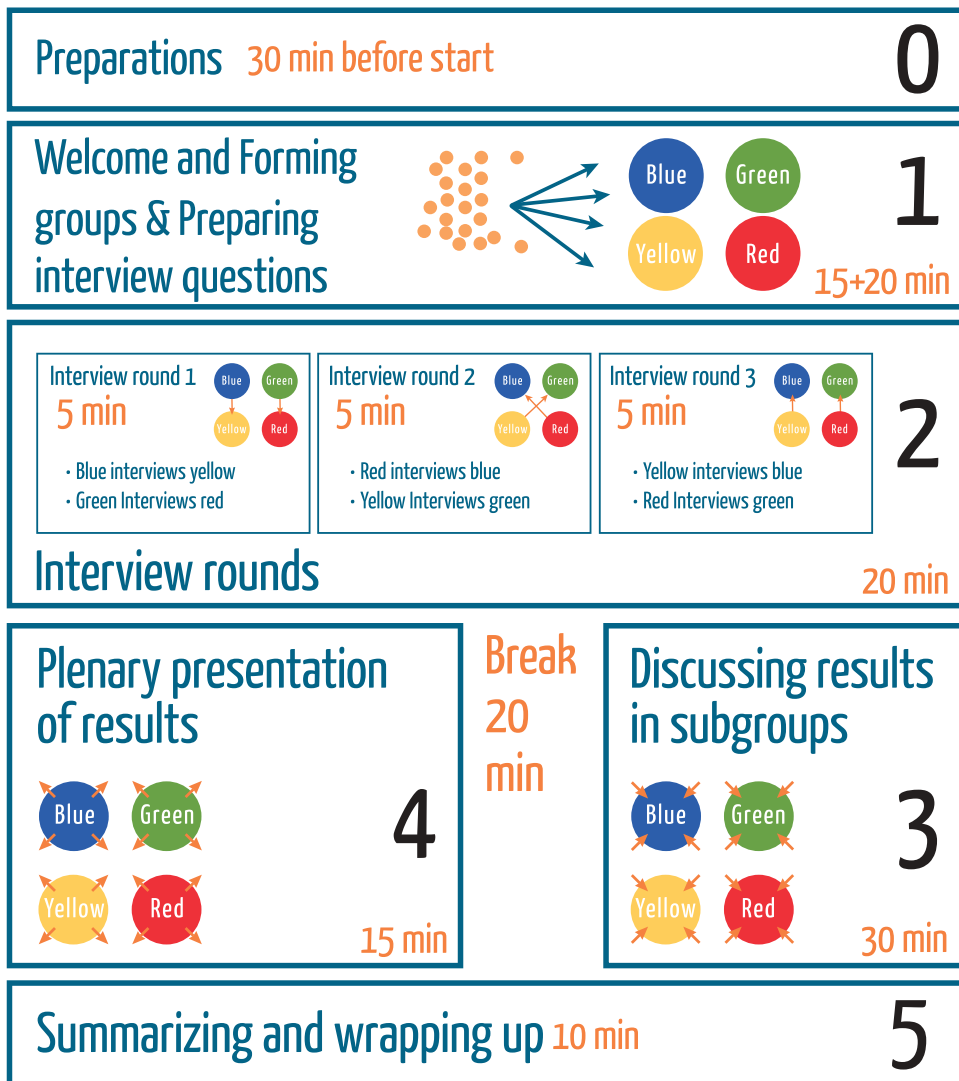 Preparations 30 min before start
0
Welcome and Forming
groups & Preparing
interview questions
Blue
Green
Yellow
Red
1
15+20 min
Interview round 1
5 min
Blue
Green
Yellow
Red
· Blue interviews yellow
· Green Interviews red
Interview round 2
5 min
Blue
Green
Yellow
Red
· Red interviews blue
· Yellow Interviews green
Interview round 3
5 min
Blue
Green
Yellow
Red
· Yellow interviews blue
· Red Interviews green
2
Interview rounds
20 min
Plenary presentation
of results
Blue
Green
Yellow
Red
4
15 min
Break
20
min
Discussing results
in subgroups
Blue
Green
Yellow
Red
3
30 min
Summarizing and wrapping up 10 min
5